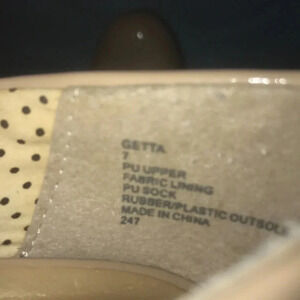 GETTA
7
PU UPPER
FABRIC LINING
PU SOCK
RUBBER/PLASTIC OUTSOLE
MADE IN CHINA
247